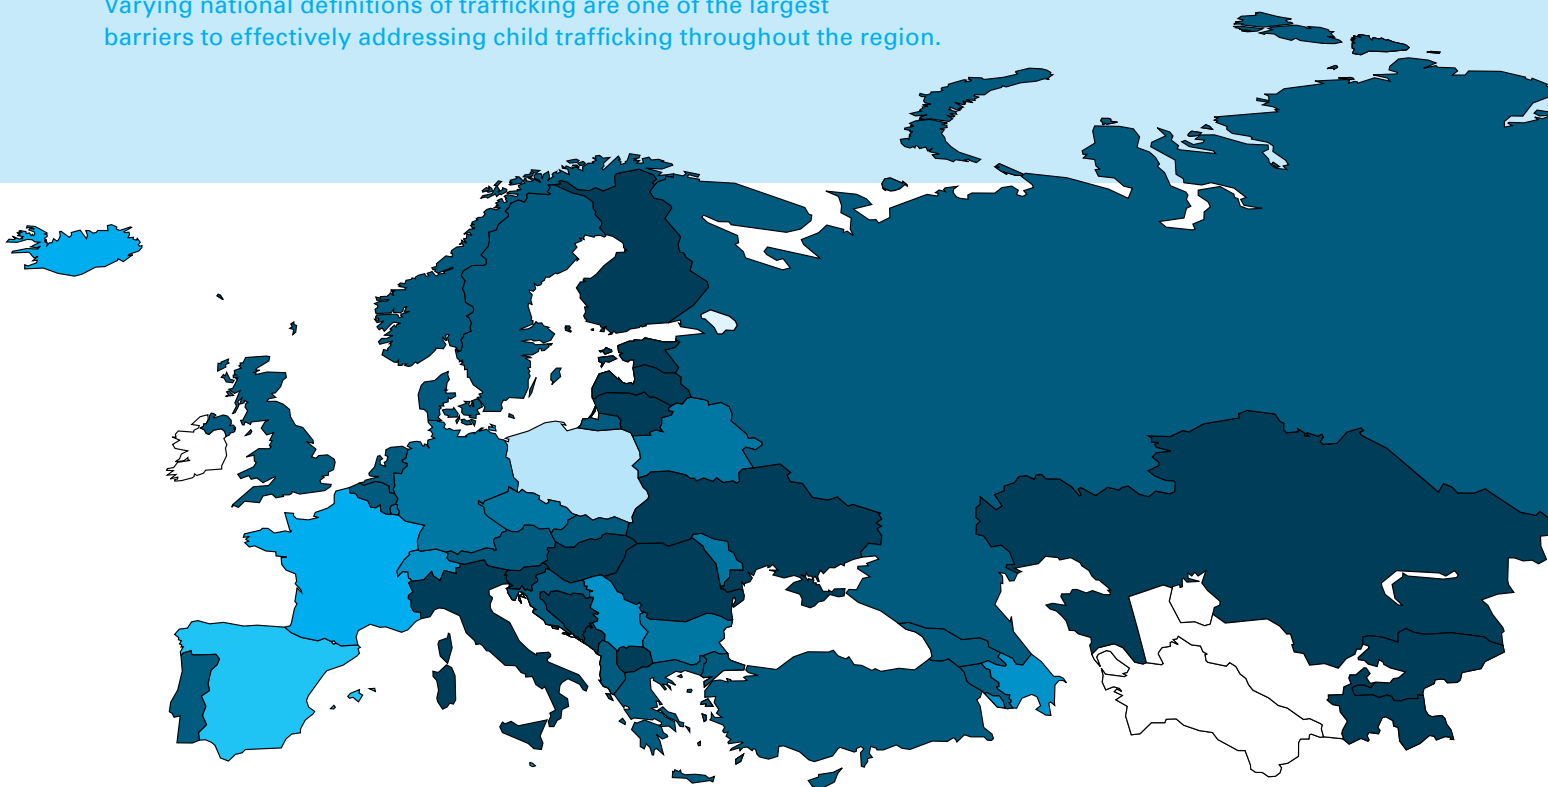 Varying national definitions of trafficking are one of the largest
barriers to effectively addressing child trafficking throughout the region.